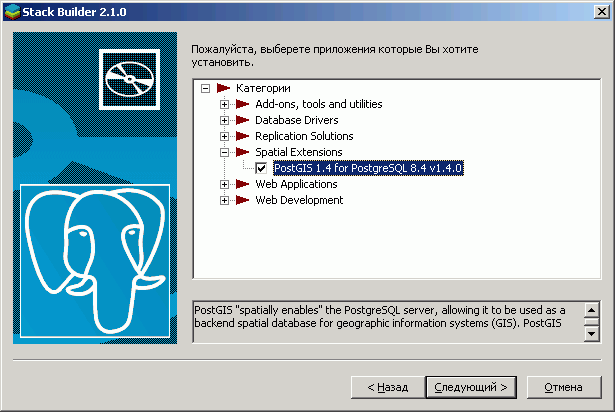 Stack Builder 2.1.0
Пожалуйста, выберете приложения которые Вы хотите
установить.
Категории
Add-ons, tools and utilities
Database Drivers
Replication Solutions
Spatial Extensions
PostGIS 1.4 for PostgreSQL 8.4 v1.4.0
Web Applications
Web Development
PostGIS "spatially enables" the PostgreSQL server, allowing it to be used as a
backend spatial database for geographic information systems (GIS). PostGIS
< Назад
Следующий >
Отмена